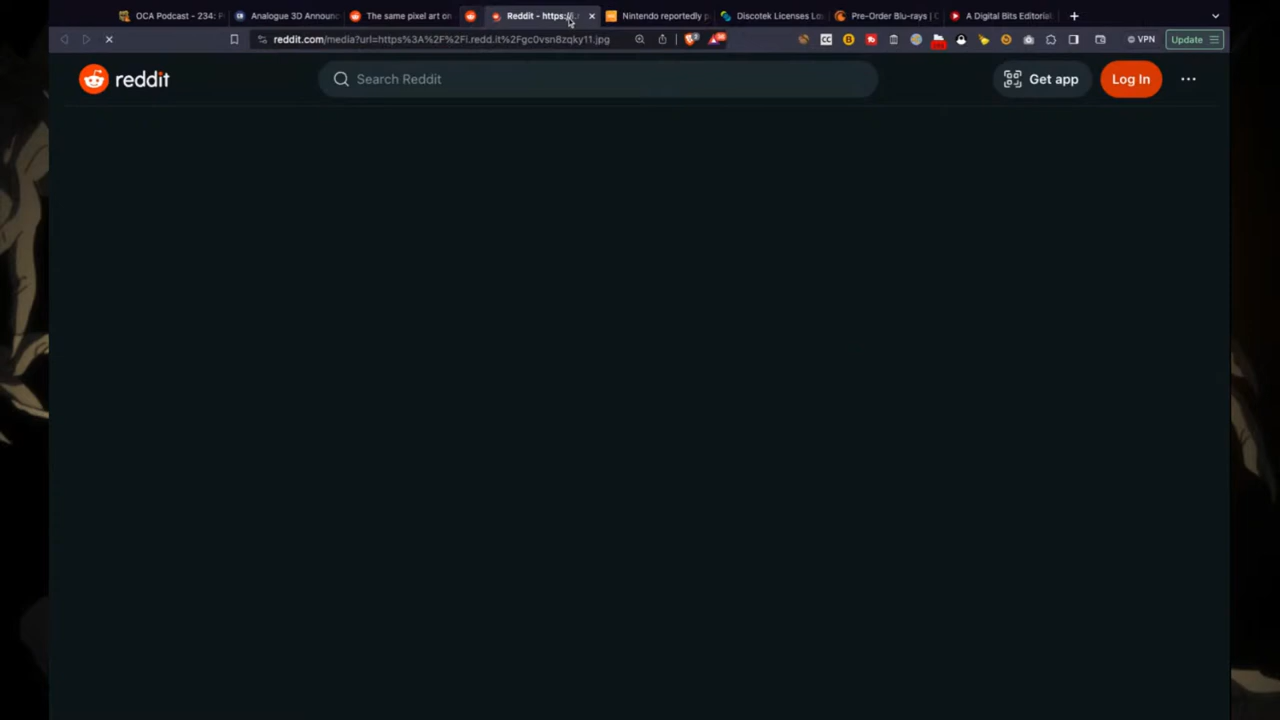 OCA Podcast - 234: P
Analogue 3D Announc
The same pixel art on
Reddit - https://i.r
Nintendo reportedly p
Discotek Licenses Lo
Pre-Order Blu-rays | C
A Digital Bits Editorial
reddit.com/media?url=https%3A%2F%2Fi.redd.it%2Fgc0vsn8zqky11.jpg
VPN
Update
reddit
Search Reddit
Get app
Log In